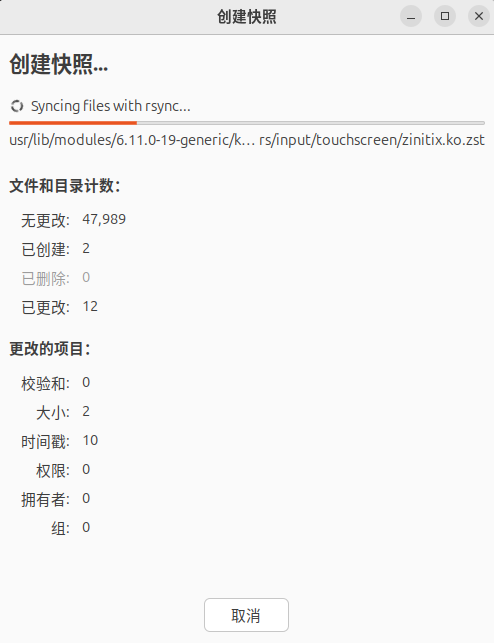 创建快照
创建快照...
Syncing files with rsync...
usr/lib/modules/6.11.0-19-generic/k… rs/input/touchscreen/zinitix.ko.zst
文件和目录计数：
无更改: 47,989
已创建: 2
已删除: 0
已更改: 12
更改的项目：
校验和: 0
大小: 2
时间戳: 10
权限: 0
拥有者: 0
组: 0
取消